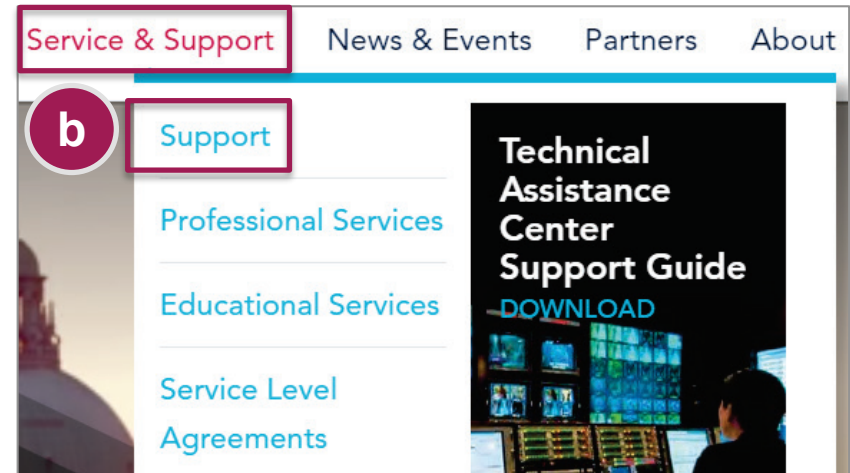 Service & Support News & Events Partners About
b
Support
Professional Services
Educational Services
Service Level
Agreements
Technical
Assistance
Center
Support Guide
DOWNLOAD